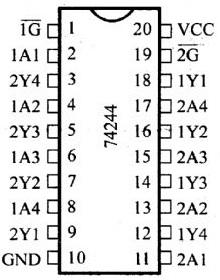 1G 1 20 VCC
1A1 2 19 2G
2Y4 3 18 1Y1
1A2 4 17 2A4
2Y3 5 16 1Y2
1A3 6 15 2A3
2Y2 7 14 1Y3
1A4 8 13 2A2
2Y1 9 12 1Y4
GND 10 11 2A1
74244